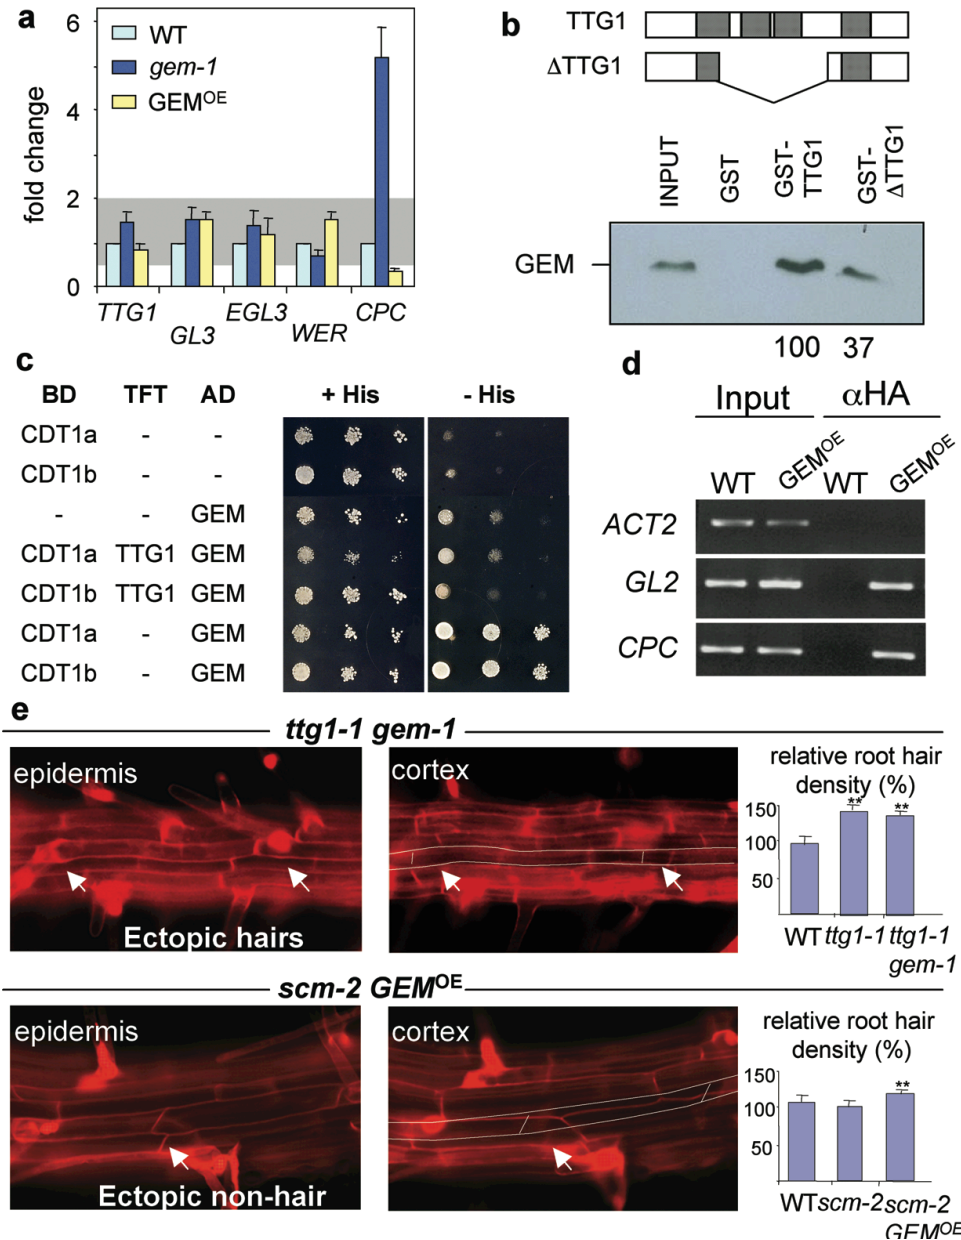 a
6
4
2
0
fold change
WT
gem-1
GEMOE
TTG1
GL3
EGL3
WER
CPC
b
TTG1
ΔTTG1
INPUT
GST
GST-
TTG1
GST-
ΔTTG1
GEM
100 37
c
BD TFT AD + His - His
CDT1a - -
CDT1b - -
- - GEM
CDT1a TTG1 GEM
CDT1b TTG1 GEM
CDT1a - GEM
CDT1b - GEM
d
Input αHA
WT GEMOE WT GEMOE
ACT2
GL2
CPC
e
ttg1-1 gem-1
epidermis
Ectopic hairs
cortex
relative root hair
density (%)
150
100
50
** **
WT ttg1-1 ttg1-1
gem-1
scm-2 GEMOE
epidermis
Ectopic non-hair
cortex
relative root hair
density (%)
150
100
50
**
WT scm-2 scm-2
GEMOE